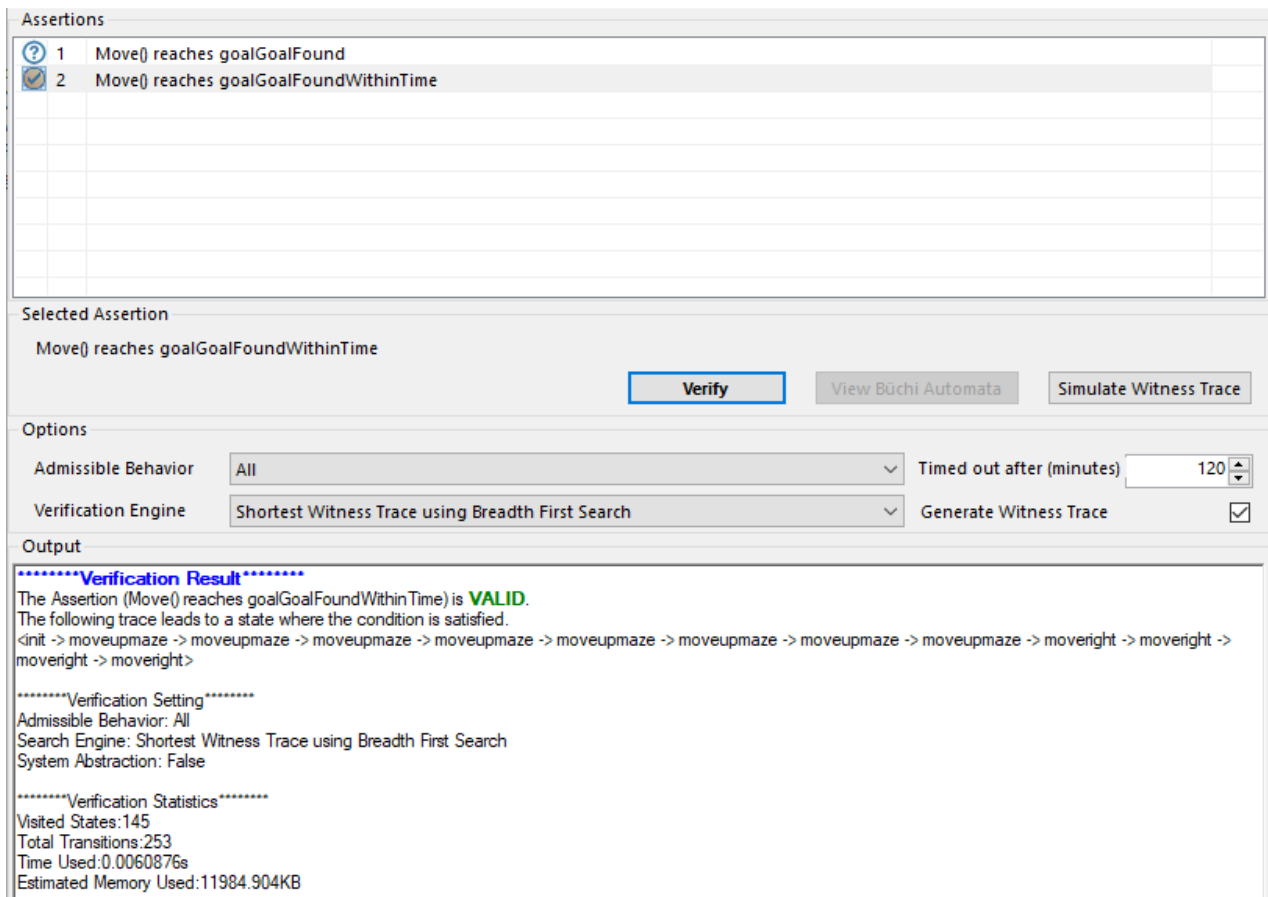 Assertions
1 Move() reaches goalGoalFound
2 Move() reaches goalGoalFoundWithinTime
Selected Assertion
Move() reaches goalGoalFoundWithinTime
Verify View Büchi Automata Simulate Witness Trace
Options
Admissible Behavior All Timed out after (minutes) 120
Verification Engine Shortest Witness Trace using Breadth First Search Generate Witness Trace
Output
********Verification Result********
The Assertion (Move() reaches goalGoalFoundWithinTime) is VALID.
The following trace leads to a state where the condition is satisfied.
<init -> moveupmaze -> moveupmaze -> moveupmaze -> moveupmaze -> moveupmaze -> moveupmaze -> moveupmaze -> moveupmaze -> moveright -> moveright ->
moveright -> moveright>
********Verification Setting********
Admissible Behavior: All
Search Engine: Shortest Witness Trace using Breadth First Search
System Abstraction: False
********Verification Statistics********
Visited States:145
Total Transitions:253
Time Used:0.0060876s
Estimated Memory Used:11984.904KB